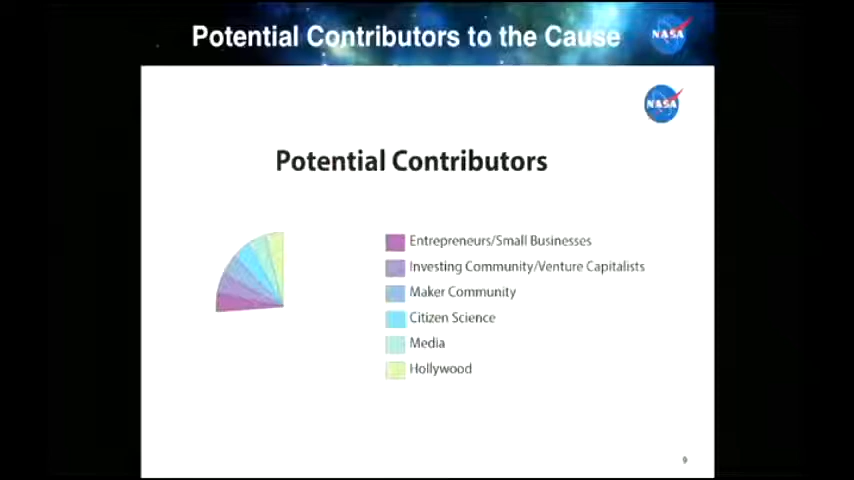 Potential Contributors to the Cause
NASA
NASA
Potential Contributors
Entrepreneurs/Small Businesses
Investing Community/Venture Capitalists
Maker Community
Citizen Science
Media
Hollywood
9